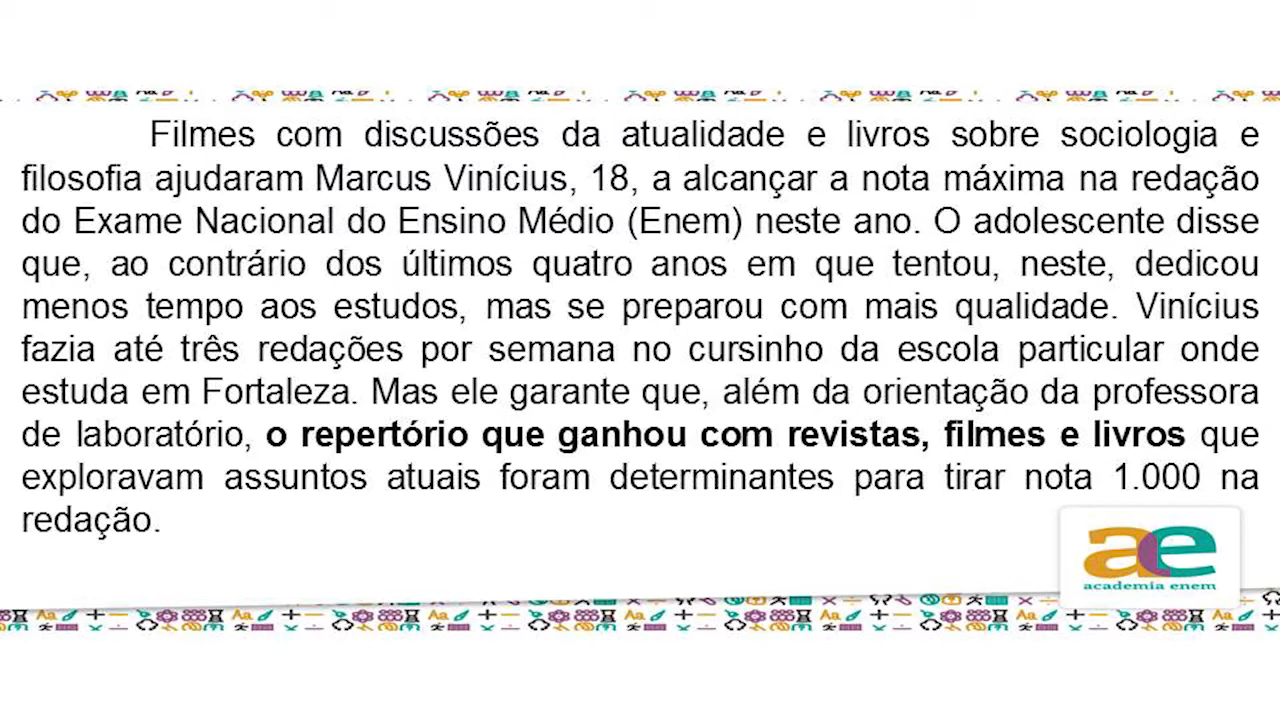 Filmes com discussões da atualidade e livros sobre sociologia e
filosofia ajudaram Marcus Vinícius, 18, a alcançar a nota máxima na redação
do Exame Nacional do Ensino Médio (Enem) neste ano. O adolescente disse
que, ao contrário dos últimos quatro anos em que tentou, neste, dedicou
menos tempo aos estudos, mas se preparou com mais qualidade. Vinícius
fazia até três redações por semana no cursinho da escola particular onde
estuda em Fortaleza. Mas ele garante que, além da orientação da professora
de laboratório, o repertório que ganhou com revistas, filmes e livros que
exploravam assuntos atuais foram determinantes para tirar nota 1.000 na
redação.
ae
academia enem